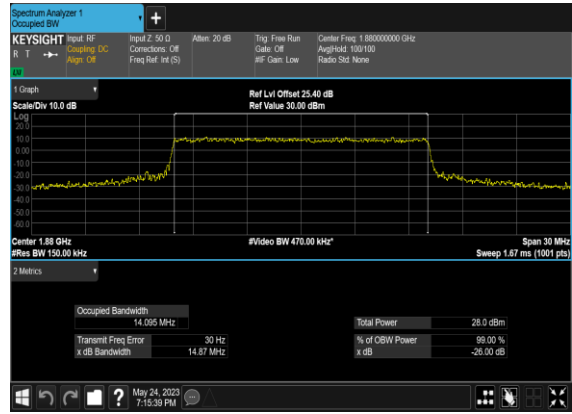 Spectrum Analyzer 1
Occupied BW
+
KEYSIGHT Input: RF Input Z: 50 Ω Atten: 20 dB Trig: Free Run Center Freq: 1.880000000 GHz
R T Coupling: DC Corrections: Off Gate: Off Avg|Hold: 100/100
Align: Off Freq Ref: Int (S) #IF Gain: Low Radio Std: None
LW
1 Graph Ref Lvl Offset 25.40 dB
Scale/Div 10.0 dB Ref Value 30.00 dBm
Log
20.0
10.0
0.00
-10.0
-20.0
-30.0
-40.0
-50.0
-60.0
Center 1.88 GHz #Video BW 470.00 kHz* Span 30 MHz
#Res BW 150.00 kHz Sweep 1.67 ms (1001 pts)
2 Metrics
Occupied Bandwidth
14.095 MHz Total Power 28.0 dBm
Transmit Freq Error 30 Hz % of OBW Power 99.00 %
x dB Bandwidth 14.87 MHz x dB -26.00 dB
? May 24, 2023
7:15:39 PM